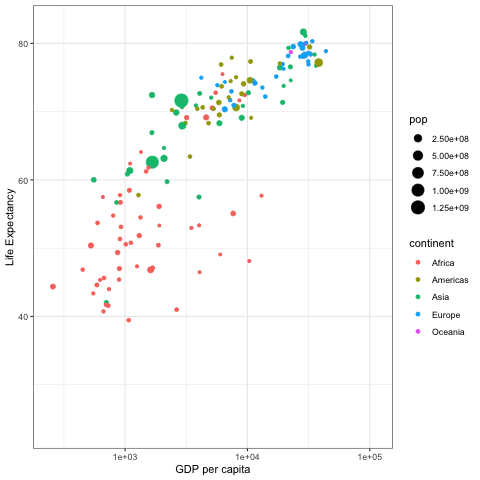 80
60
40
Life Expectancy
1e+03
1e+04
1e+05
GDP per capita
pop
2.50e+08
5.00e+08
7.50e+08
1.00e+09
1.25e+09
continent
Africa
Americas
Asia
Europe
Oceania